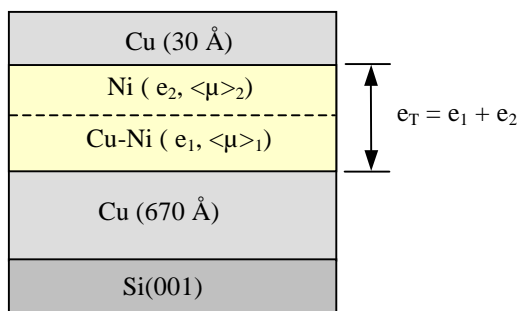 Cu (30 Å)
Ni ( e₂, <µ>₂)
Cu-Ni ( e₁, <µ>₁)
e_T = e₁ + e₂
Cu (670 Å)
Si(001)